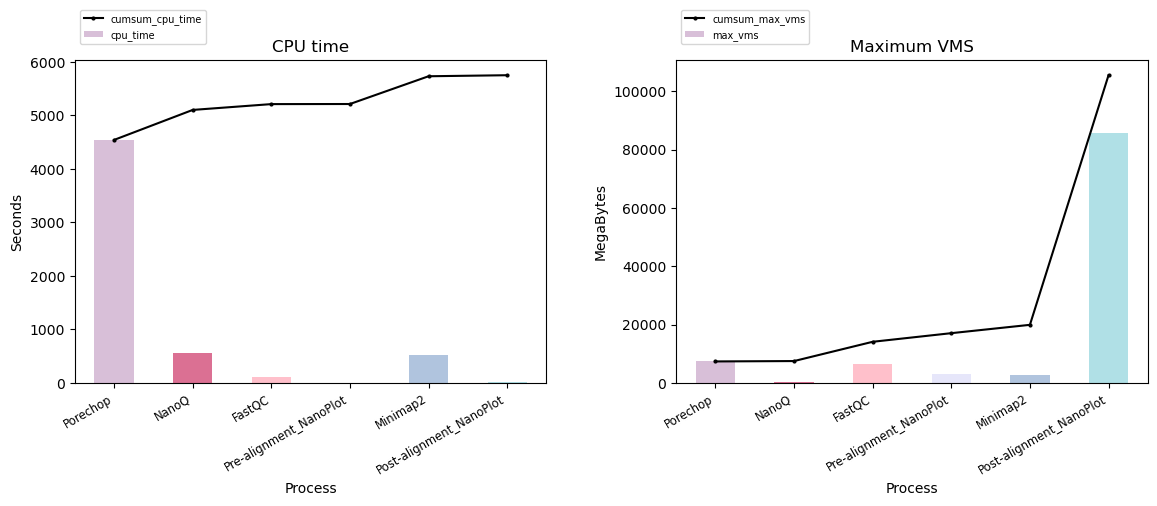 cumsum_cpu_time
cpu_time
CPU time
6000
5000
4000
3000
2000
1000
0
Seconds
Porechop
NanoQ
FastQC
Pre-alignment_NanoPlot
Minimap2
Post-alignment_NanoPlot
Process
cumsum_max_vms
max_vms
Maximum VMS
100000
80000
60000
40000
20000
0
MegaBytes
Porechop
NanoQ
FastQC
Pre-alignment_NanoPlot
Minimap2
Post-alignment_NanoPlot
Process